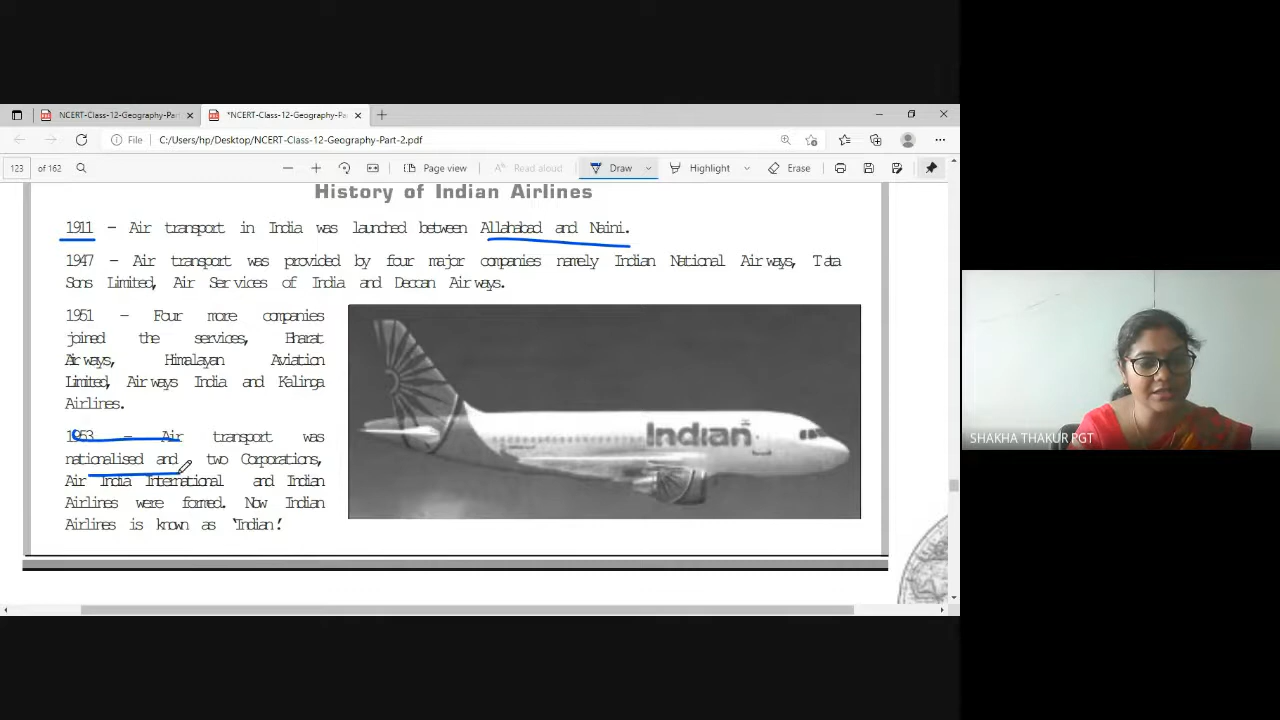 NCERT-Class-12-Geography-Par
*NCERT-Class-12-Geography-Pa
File C:/Users/hp/Desktop/NCERT-Class-12-Geography-Part-2.pdf
123 of 162 Page view Read aloud Draw Highlight Erase
History of Indian Airlines
1911 – Air transport in India was launched between Allahabad and Naini.
1947 – Air transport was provided by four major companies namely Indian National Airways, Tata
Sons Limited, Air Services of India and Deccan Airways.
1951 – Four more companies
joined the services, Bharat
Airways, Himalayan Aviation
Limited, Airways India and Kalinga
Airlines.
1953 – Air transport was
nationalised and two Corporations,
Air India International and Indian
Airlines were formed. Now Indian
Airlines is known as 'Indian'.
Indian
SHAKHA THAKUR PGT